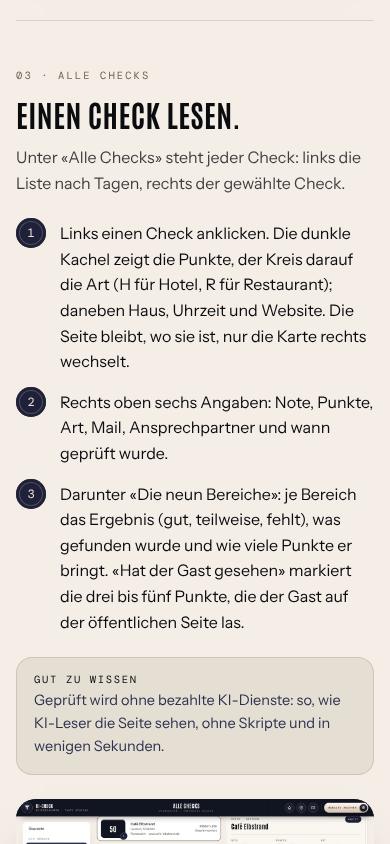 03 · ALLE CHECKS
EINEN CHECK LESEN.
Unter «Alle Checks» steht jeder Check: links die
Liste nach Tagen, rechts der gewählte Check.
1 Links einen Check anklicken. Die dunkle
Kachel zeigt die Punkte, der Kreis darauf
die Art (H für Hotel, R für Restaurant);
daneben Haus, Uhrzeit und Website. Die
Seite bleibt, wo sie ist, nur die Karte rechts
wechselt.
2 Rechts oben sechs Angaben: Note, Punkte,
Art, Mail, Ansprechpartner und wann
geprüft wurde.
3 Darunter «Die neun Bereiche»: je Bereich
das Ergebnis (gut, teilweise, fehlt), was
gefunden wurde und wie viele Punkte er
bringt. «Hat der Gast gesehen» markiert
die drei bis fünf Punkte, die der Gast auf
der öffentlichen Seite las.
GUT ZU WISSEN
Geprüft wird ohne bezahlte KI-Dienste: so, wie
KI-Leser die Seite sehen, ohne Skripte und in
wenigen Sekunden.
KI-CHECK
ALLE CHECKS
50
Café Elbstrand
Café Elbstrand